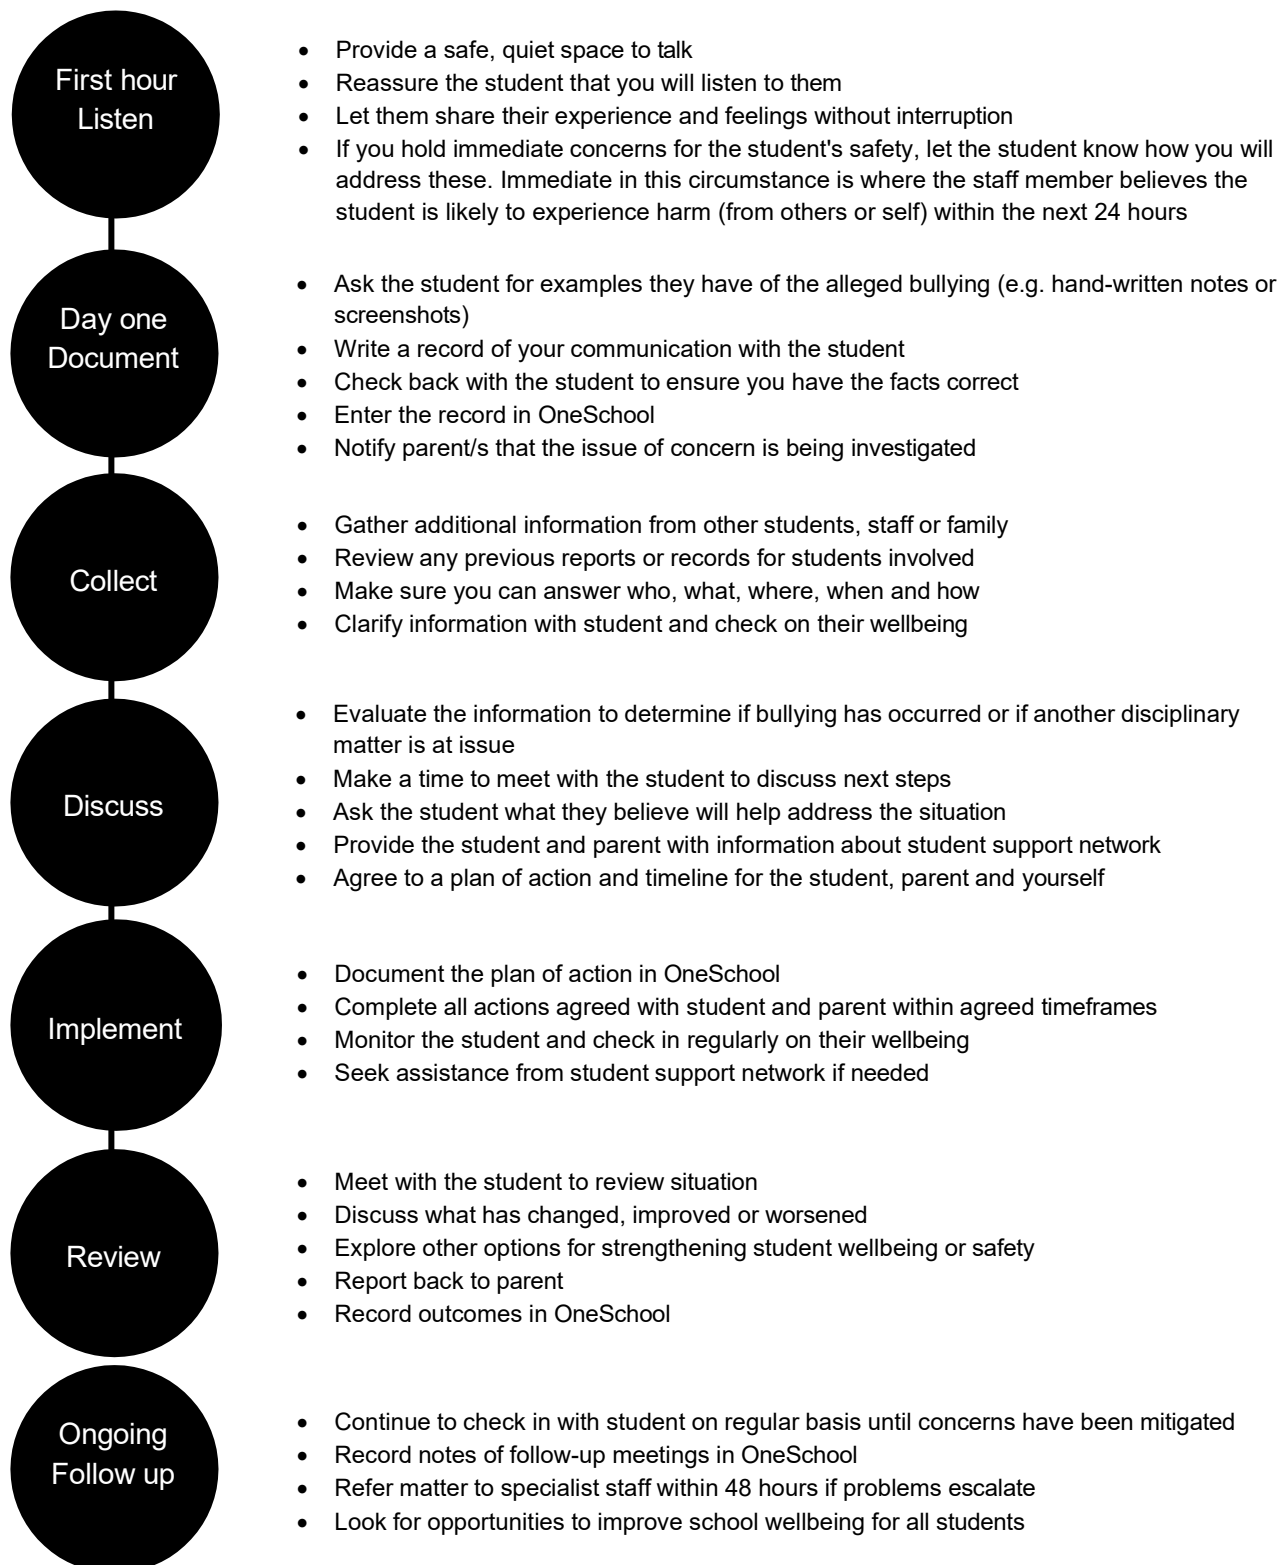 First hour
Listen
• Provide a safe, quiet space to talk
• Reassure the student that you will listen to them
• Let them share their experience and feelings without interruption
• If you hold immediate concerns for the student's safety, let the student know how you will
address these. Immediate in this circumstance is where the staff member believes the
student is likely to experience harm (from others or self) within the next 24 hours
Day one
Document
• Ask the student for examples they have of the alleged bullying (e.g. hand-written notes or
screenshots)
• Write a record of your communication with the student
• Check back with the student to ensure you have the facts correct
• Enter the record in OneSchool
• Notify parent/s that the issue of concern is being investigated
Collect
• Gather additional information from other students, staff or family
• Review any previous reports or records for students involved
• Make sure you can answer who, what, where, when and how
• Clarify information with student and check on their wellbeing
Discuss
• Evaluate the information to determine if bullying has occurred or if another disciplinary
matter is at issue
• Make a time to meet with the student to discuss next steps
• Ask the student what they believe will help address the situation
• Provide the student and parent with information about student support network
• Agree to a plan of action and timeline for the student, parent and yourself
Implement
• Document the plan of action in OneSchool
• Complete all actions agreed with student and parent within agreed timeframes
• Monitor the student and check in regularly on their wellbeing
• Seek assistance from student support network if needed
Review
• Meet with the student to review situation
• Discuss what has changed, improved or worsened
• Explore other options for strengthening student wellbeing or safety
• Report back to parent
• Record outcomes in OneSchool
Ongoing
Follow up
• Continue to check in with student on regular basis until concerns have been mitigated
• Record notes of follow-up meetings in OneSchool
• Refer matter to specialist staff within 48 hours if problems escalate
• Look for opportunities to improve school wellbeing for all students